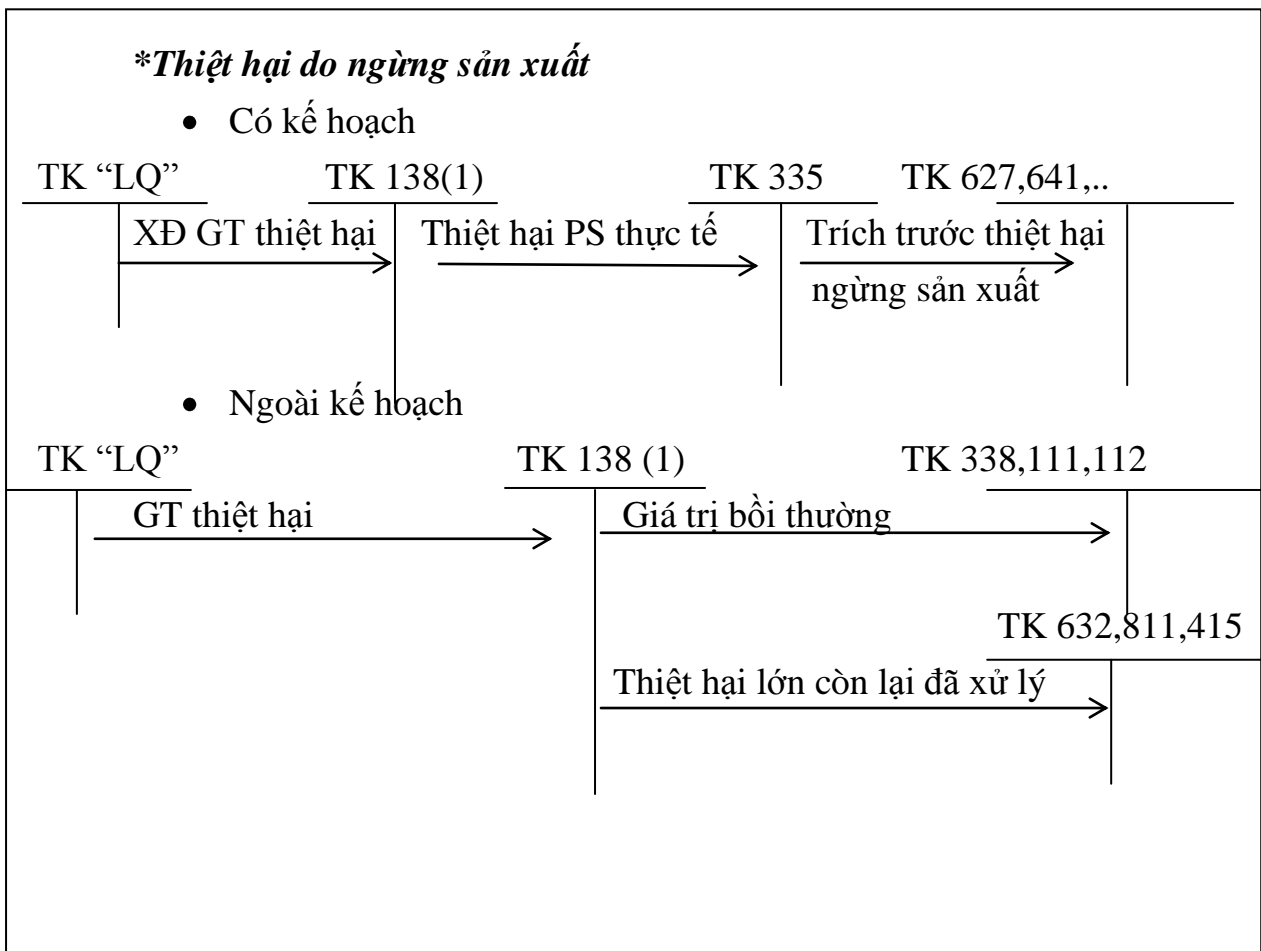 *Thiệt hại do ngừng sản xuất
• Có kế hoạch
TK “LQ” TK 138(1) TK 335 TK 627,641,..
XĐ GT thiệt hại Thiệt hại PS thực tế Trích trước thiệt hại
ngừng sản xuất
• Ngoài kế hoạch
TK “LQ” TK 138 (1) TK 338,111,112
GT thiệt hại Giá trị bồi thường
TK 632,811,415
Thiệt hại lớn còn lại đã xử lý